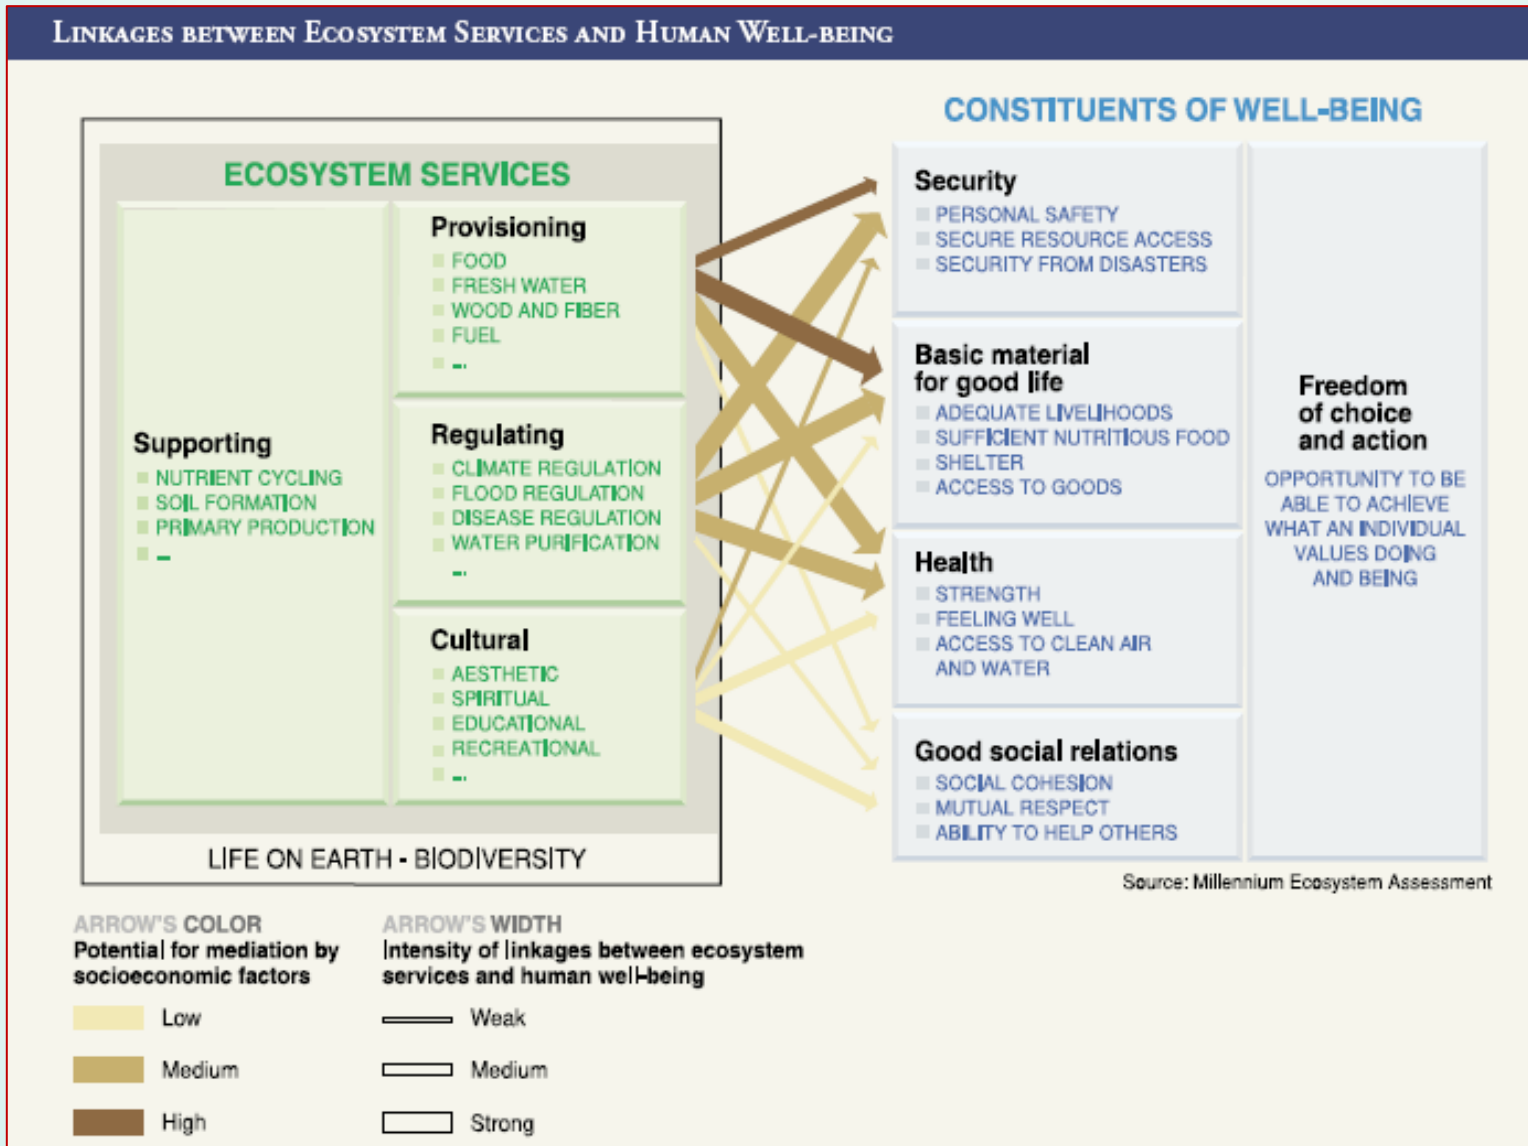 LINKAGES BETWEEN ECOSYSTEM SERVICES AND HUMAN WELL-BEING
CONSTITUENTS OF WELL-BEING
ECOSYSTEM SERVICES
Supporting
NUTRIENT CYCLING
SOIL FORMATION
PRIMARY PRODUCTION
...
Provisioning
FOOD
FRESH WATER
WOOD AND FIBER
FUEL
...
Regulating
CLIMATE REGULATION
FLOOD REGULATION
DISEASE REGULATION
WATER PURIFICATION
...
Cultural
AESTHETIC
SPIRITUAL
EDUCATIONAL
RECREATIONAL
...
LIFE ON EARTH - BIODIVERSITY
Security
PERSONAL SAFETY
SECURE RESOURCE ACCESS
SECURITY FROM DISASTERS
Basic material
for good life
ADEQUATE LIVELIHOODS
SUFFICIENT NUTRITIOUS FOOD
SHELTER
ACCESS TO GOODS
Health
STRENGTH
FEELING WELL
ACCESS TO CLEAN AIR
AND WATER
Good social relations
SOCIAL COHESION
MUTUAL RESPECT
ABILITY TO HELP OTHERS
Freedom
of choice
and action
OPPORTUNITY TO BE
ABLE TO ACHIEVE
WHAT AN INDIVIDUAL
VALUES DOING
AND BEING
Source: Millennium Ecosystem Assessment
ARROW'S COLOR
Potential for mediation by
socioeconomic factors
Low
Medium
High
ARROW'S WIDTH
Intensity of linkages between ecosystem
services and human well-being
Weak
Medium
Strong